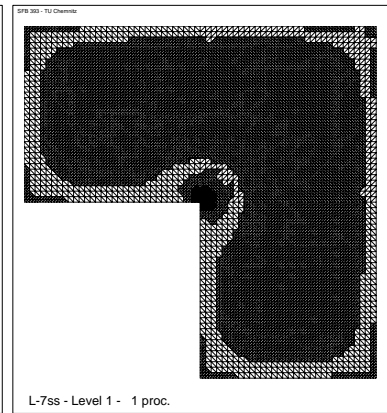 SFB 393 - TU Chemnitz
L-7ss - Level 1 - 1 proc.